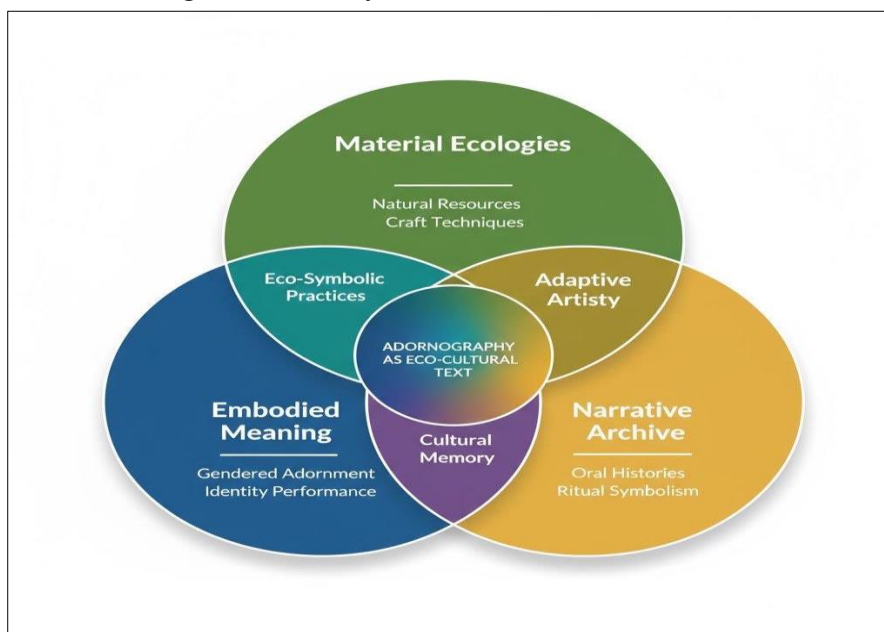 Material Ecologies
Natural Resources
Craft Techniques
Eco-Symbolic
Practices
Adaptive
Artisty
ADORNOGRAPHY
AS ECO-CULTURAL
TEXT
Embodied
Meaning
Gendered Adornment
Identity Performance
Cultural
Memory
Narrative
Archive
Oral Histories
Ritual Symbolism